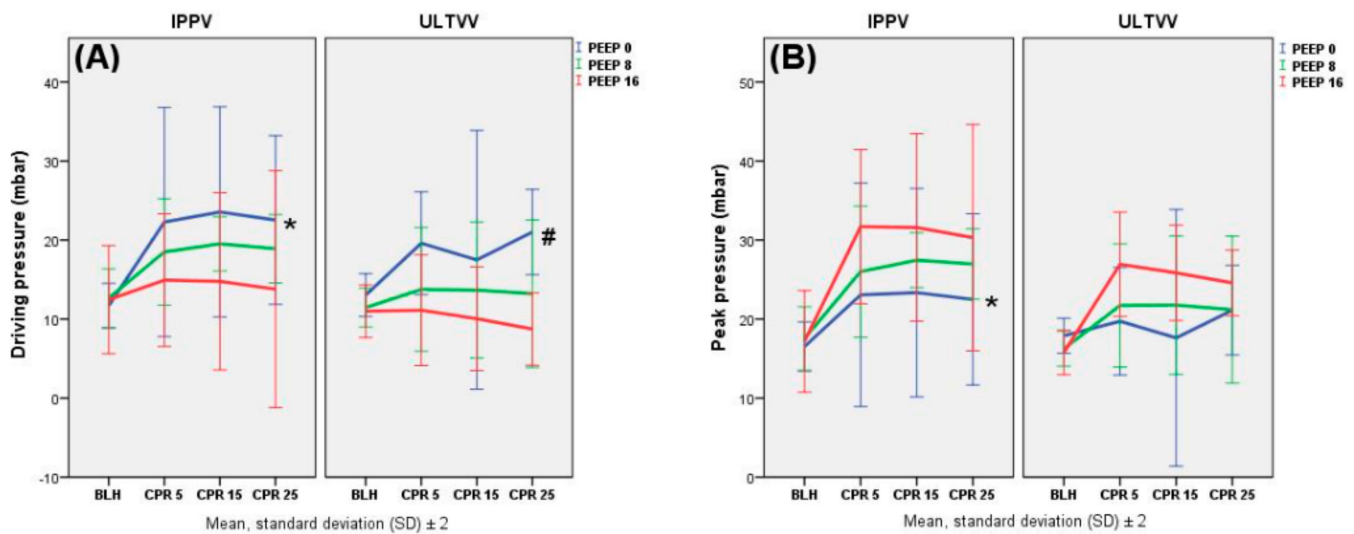 IPPV
ULTVV
(A)
PEEP 0
PEEP 8
PEEP 16
Driving pressure (mbar)
40
30
20
10
0
-10
*
#
BLH
CPR 5
CPR 15
CPR 25
BLH
CPR 5
CPR 15
CPR 25
Mean, standard deviation (SD) ± 2
IPPV
ULTVV
(B)
PEEP 0
PEEP 8
PEEP 16
Peak pressure (mbar)
50
40
30
20
10
0
*
BLH
CPR 5
CPR 15
CPR 25
BLH
CPR 5
CPR 15
CPR 25
Mean, standard deviation (SD) ± 2